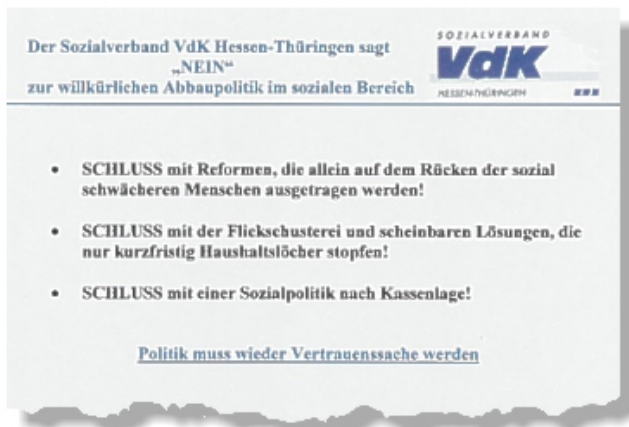 Der Sozialverband VdK Hessen-Thüringen sagt
„NEIN“
zur willkürlichen Abbaupolitik im sozialen Bereich
SOZIALVERBAND
VdK
HESSEN-THÜRINGEN
• SCHLUSS mit Reformen, die allein auf dem Rücken der sozial
schwächeren Menschen ausgetragen werden!
• SCHLUSS mit der Flickschusterei und scheinbaren Lösungen, die
nur kurzfristig Haushaltslöcher stopfen!
• SCHLUSS mit einer Sozialpolitik nach Kassenlage!
Politik muss wieder Vertrauenssache werden